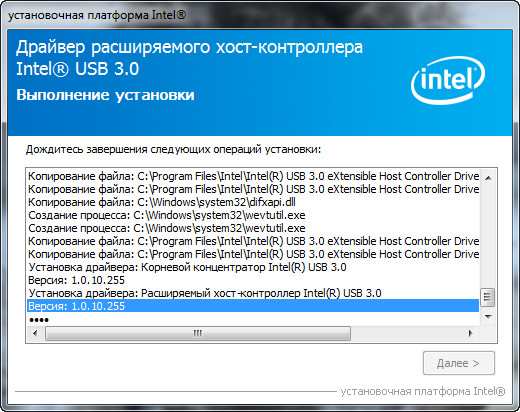 установочная платформа Intel®
Драйвер расширяемого хост-контроллера
Intel® USB 3.0
Выполнение установки
intel
Дождитесь завершения следующих операций установки:
Копирование файла: C:\Program Files\Intel\Intel(R) USB 3.0 eXtensible Host Controller Drive
Копирование файла: C:\Program Files\Intel\Intel(R) USB 3.0 eXtensible Host Controller Drive
Копирование файла: C:\Windows\system32\difxapi.dll
Создание процесса: C:\Windows\system32\wevtutil.exe
Создание процесса: C:\Windows\system32\wevtutil.exe
Копирование файла: C:\Program Files\Intel\Intel(R) USB 3.0 eXtensible Host Controller Drive
Копирование файла: C:\Program Files\Intel\Intel(R) USB 3.0 eXtensible Host Controller Drive
Установка драйвера: Корневой концентратор Intel(R) USB 3.0
Версия: 1.0.10.255
Установка драйвера: Расширяемый хост-контроллер Intel(R) USB 3.0
Версия: 1.0.10.255
••••
Далее >
установочная платформа Intel®